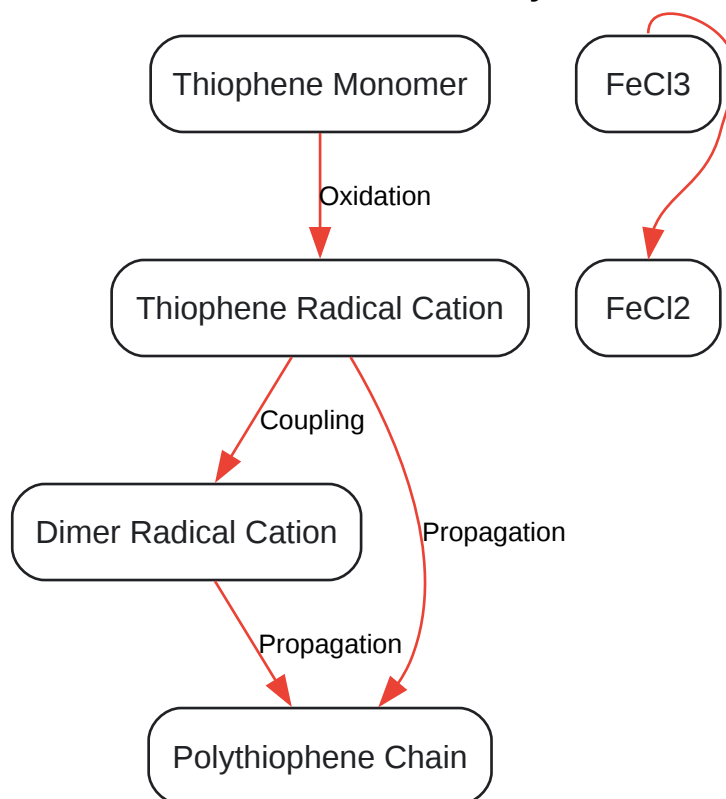 Thiophene Monomer
FeCl3
Oxidation
Thiophene Radical Cation
FeCl2
Coupling
Dimer Radical Cation
Propagation
Propagation
Polythiophene Chain